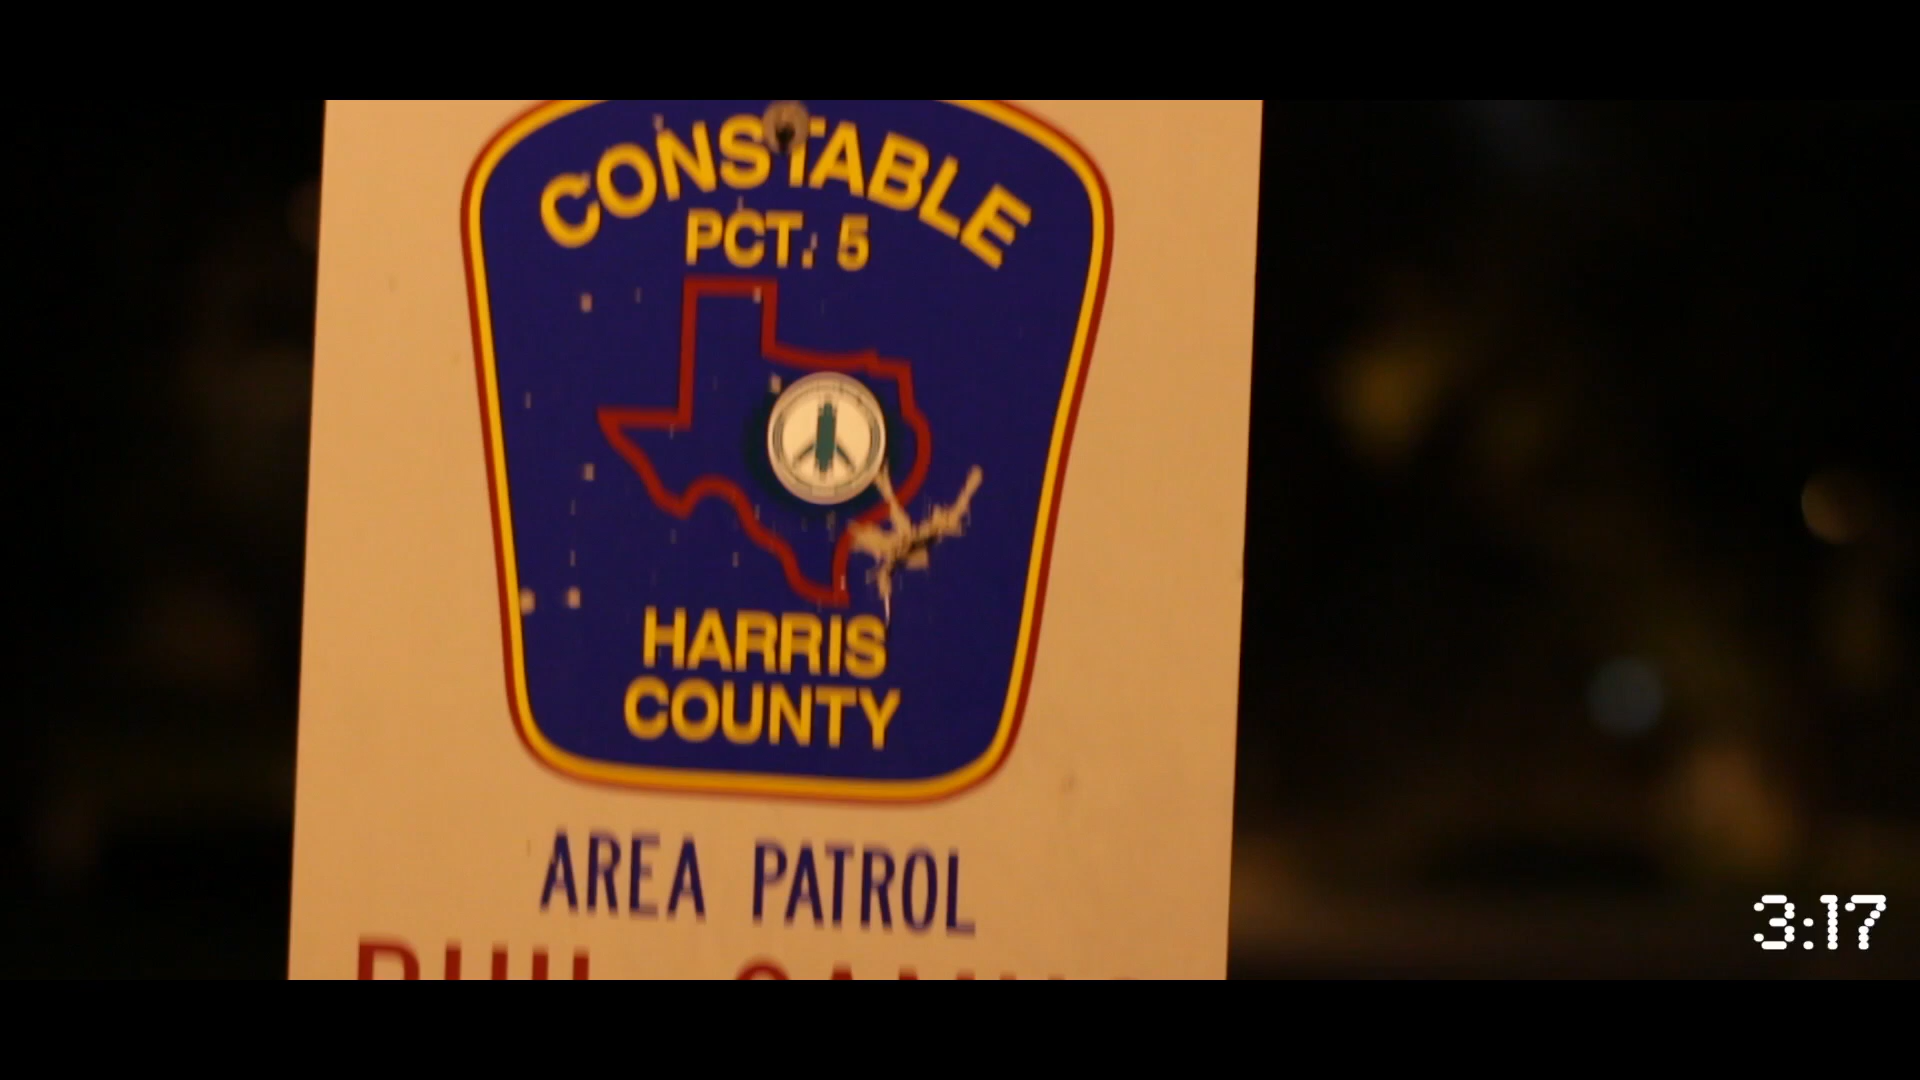 CONSTABLE
PCT. 5
HARRIS
COUNTY
AREA PATROL
3:17